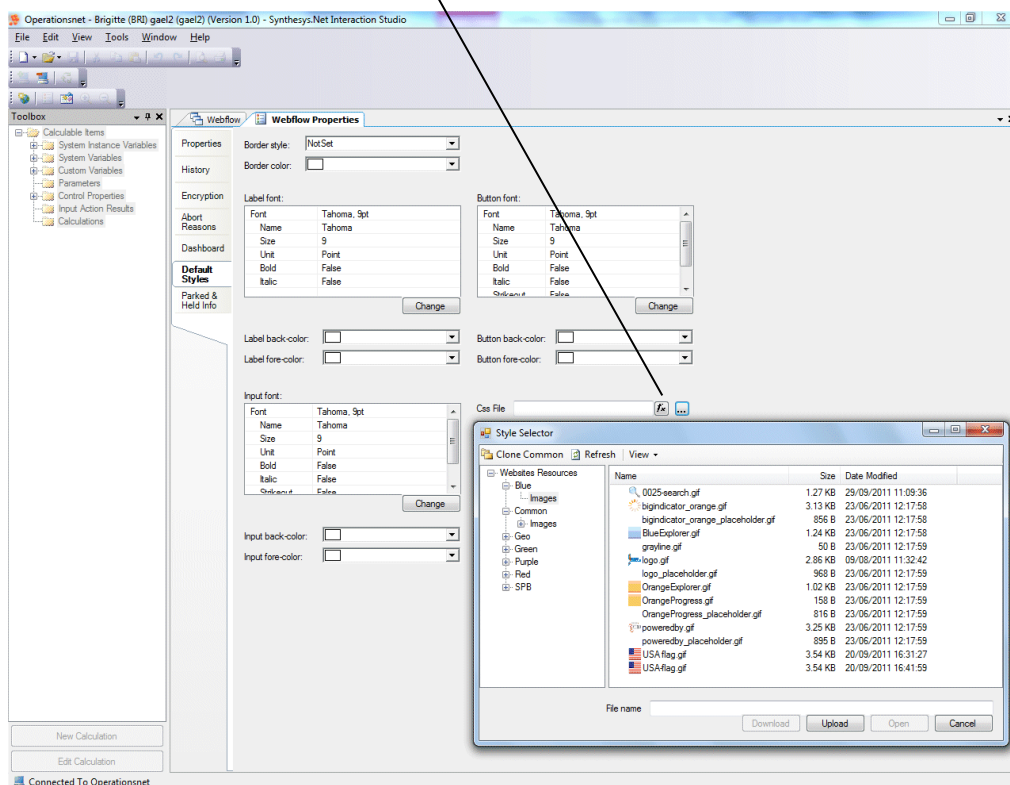 Operationsnet - Brigitte (BRI) gael2 (gael2) (Version 1.0) - Synthesys.Net Interaction Studio
File Edit View Tools Window Help
Toolbox
Calculable Items
System Instance Variables
System Variables
Custom Variables
Parameters
Control Properties
Input Action Results
Calculations
New Calculation
Edit Calculation
Webflow
Webflow Properties
Properties
History
Encryption
Abort
Reasons
Dashboard
Default
Styles
Parked &
Held Info
Border style: NotSet
Border color:
Label font:
Font Tahoma, 9pt
Name Tahoma
Size 9
Unit Point
Bold False
Italic False
Change
Button font:
Font Tahoma, 9pt
Name Tahoma
Size 9
Unit Point
Bold False
Italic False
Strikeout False
Change
Label back-color:
Label fore-color:
Button back-color:
Button fore-color:
Input font:
Font Tahoma, 9pt
Name Tahoma
Size 9
Unit Point
Bold False
Italic False
Strikeout False
Change
Input back-color:
Input fore-color:
Css File fx ...
Style Selector
Clone Common Refresh View
Websites Resources
Blue
Images
Common
Images
Geo
Green
Purple
Red
SPB
Name Size Date Modified
0025-search.gif 1.27 KB 29/09/2011 11:09:36
bigindicator_orange.gif 3.13 KB 23/06/2011 12:17:58
bigindicator_orange_placeholder.gif 856 B 23/06/2011 12:17:58
BlueExplorer.gif 1.24 KB 23/06/2011 12:17:58
grayline.gif 50 B 23/06/2011 12:17:59
logo.gif 2.86 KB 09/08/2011 11:32:42
logo_placeholder.gif 968 B 23/06/2011 12:17:59
OrangeExplorer.gif 1.02 KB 23/06/2011 12:17:59
OrangeProgress.gif 158 B 23/06/2011 12:17:59
OrangeProgress_placeholder.gif 816 B 23/06/2011 12:17:59
poweredby.gif 3.25 KB 23/06/2011 12:17:59
poweredby_placeholder.gif 895 B 23/06/2011 12:17:59
USA-flag.gif 3.54 KB 20/09/2011 16:31:27
USA-flag.gif 3.54 KB 20/09/2011 16:41:59
File name
Download Upload Open Cancel
Connected To Operationsnet